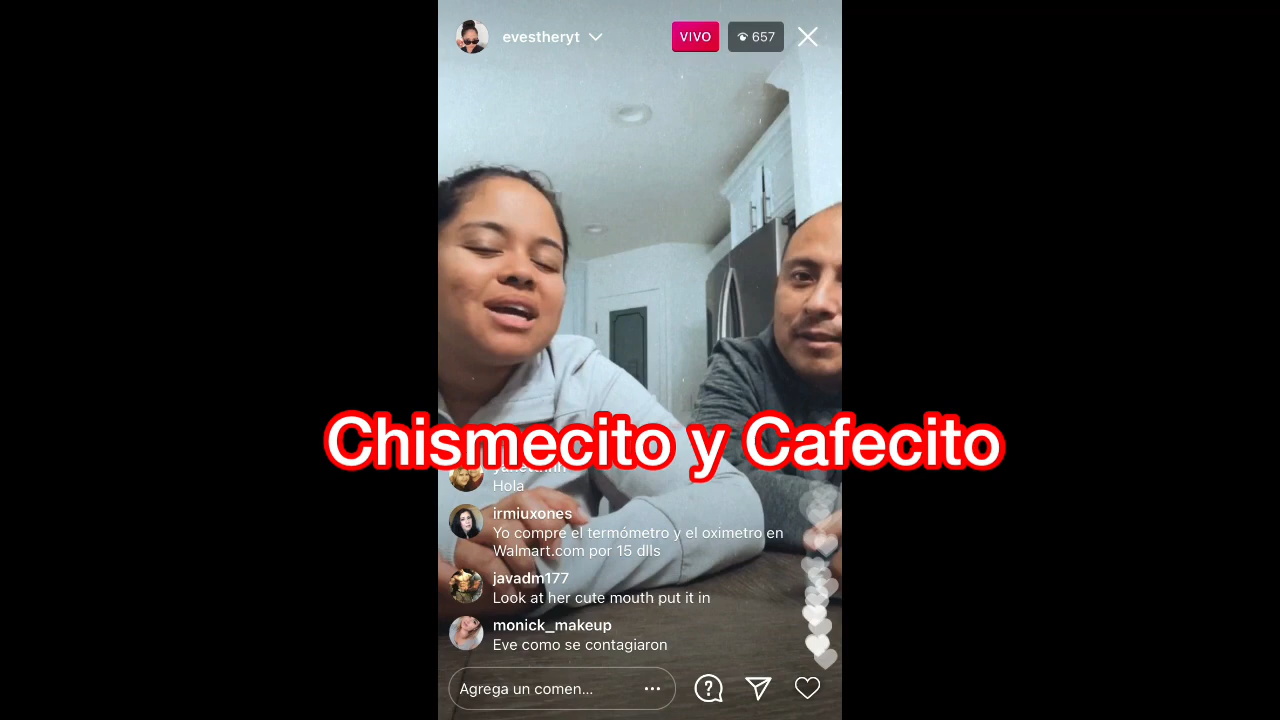 evestheryt
VIVO
657
Chismecito y Cafecito
Hola
irmiuxones
Yo compre el termómetro y el oximetro en
Walmart.com por 15 dlls
javadm177
Look at her cute mouth put it in
monick_makeup
Eve como se contagiaron
Agrega un comen...